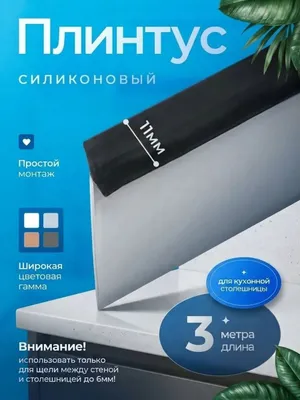 Плинтус
СИЛИКОНОВЫЙ
11мм
Простой
монтаж
Широкая
цветовая
гамма
для кухонной
столешницы
3 метра
длина
Внимание!
использовать только
для щели между стеной
и столешницей до 6мм!